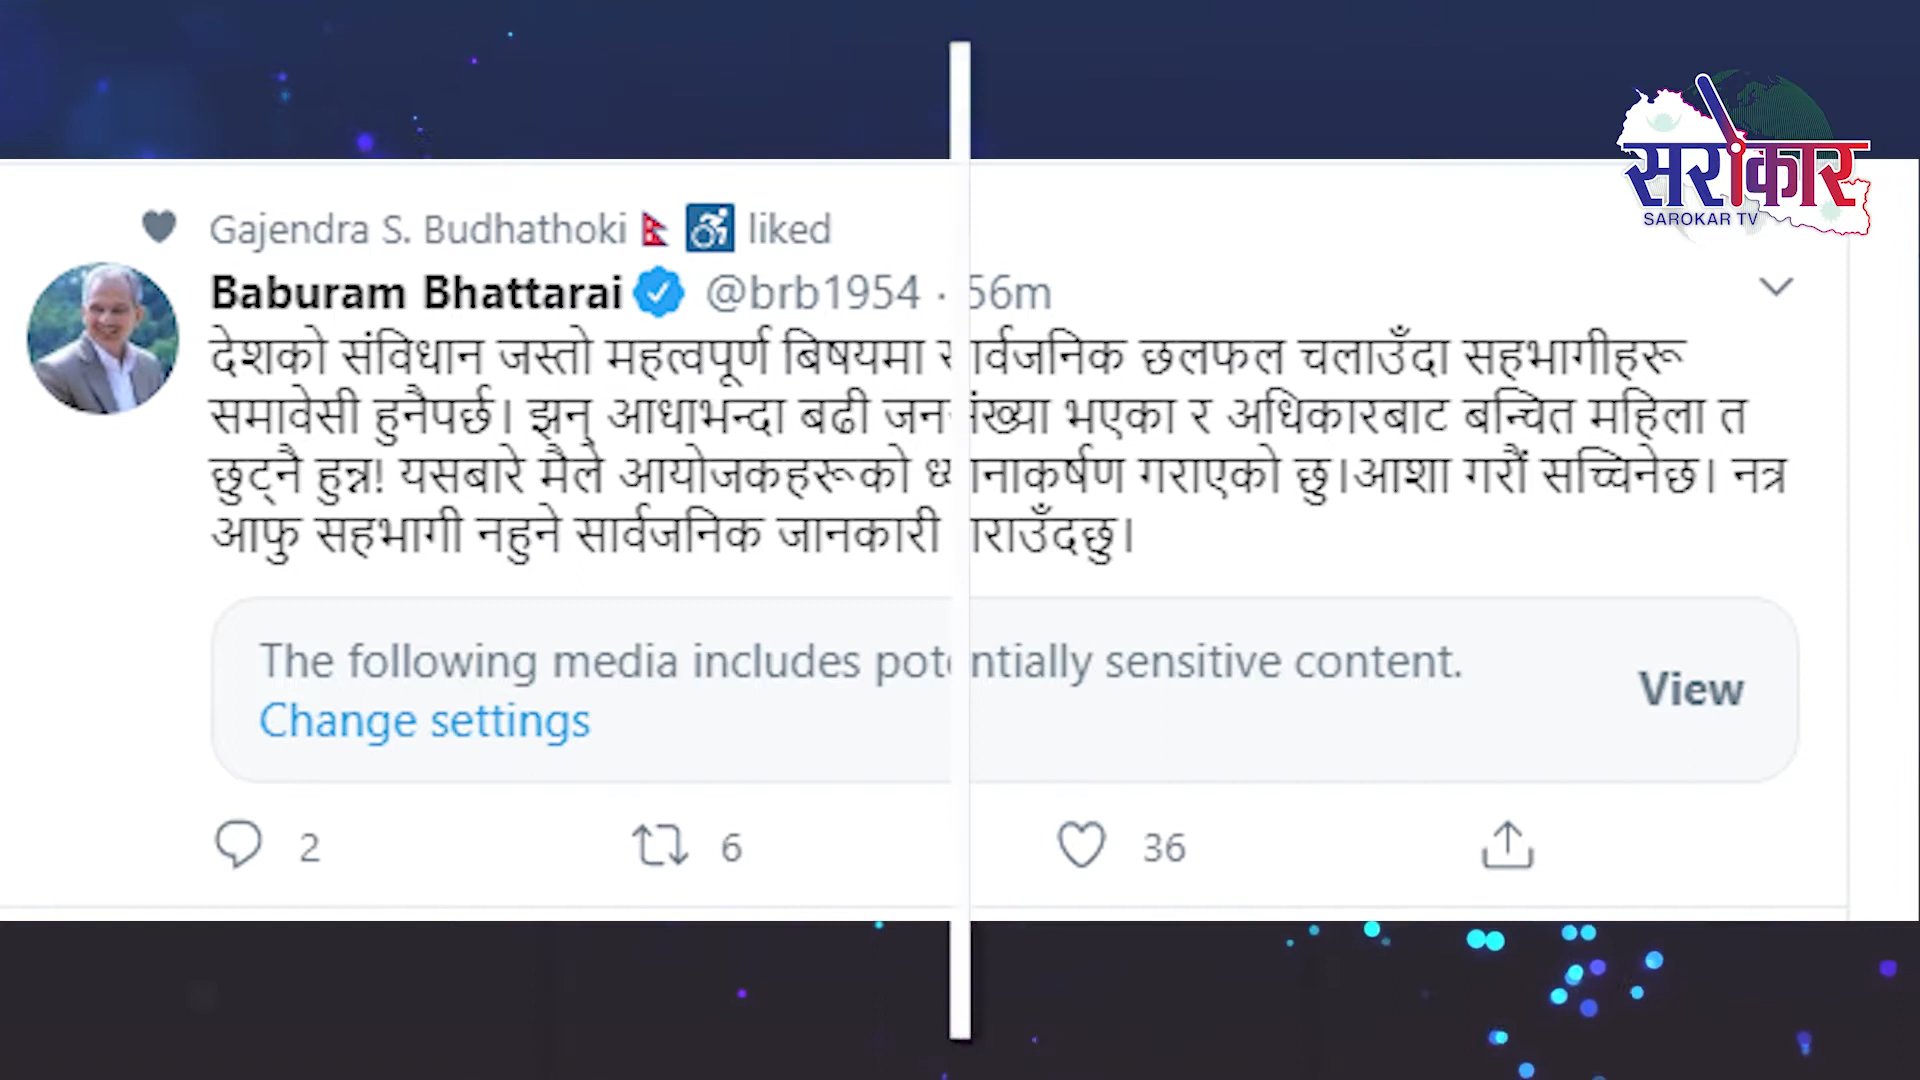 सरोकार
SAROKAR TV
Gajendra S. Budhathoki liked
Baburam Bhattarai @brb1954 · 56m
देशको संविधान जस्तो महत्वपूर्ण बिषयमा सार्वजनिक छलफल चलाउँदा सहभागीहरू
समावेसी हुनैपर्छ। झन् आधाभन्दा बढी जनसंख्या भएका र अधिकारबाट बन्चित महिला त
छुट्नै हुन्न! यसबारे मैले आयोजकहरूको ध्यानाकर्षण गराएको छु।आशा गरौं सच्चिनेछ। नत्र
आफु सहभागी नहुने सार्वजनिक जानकारी गराउँदछु।
The following media includes potentially sensitive content.
Change settings
View
2 6 36